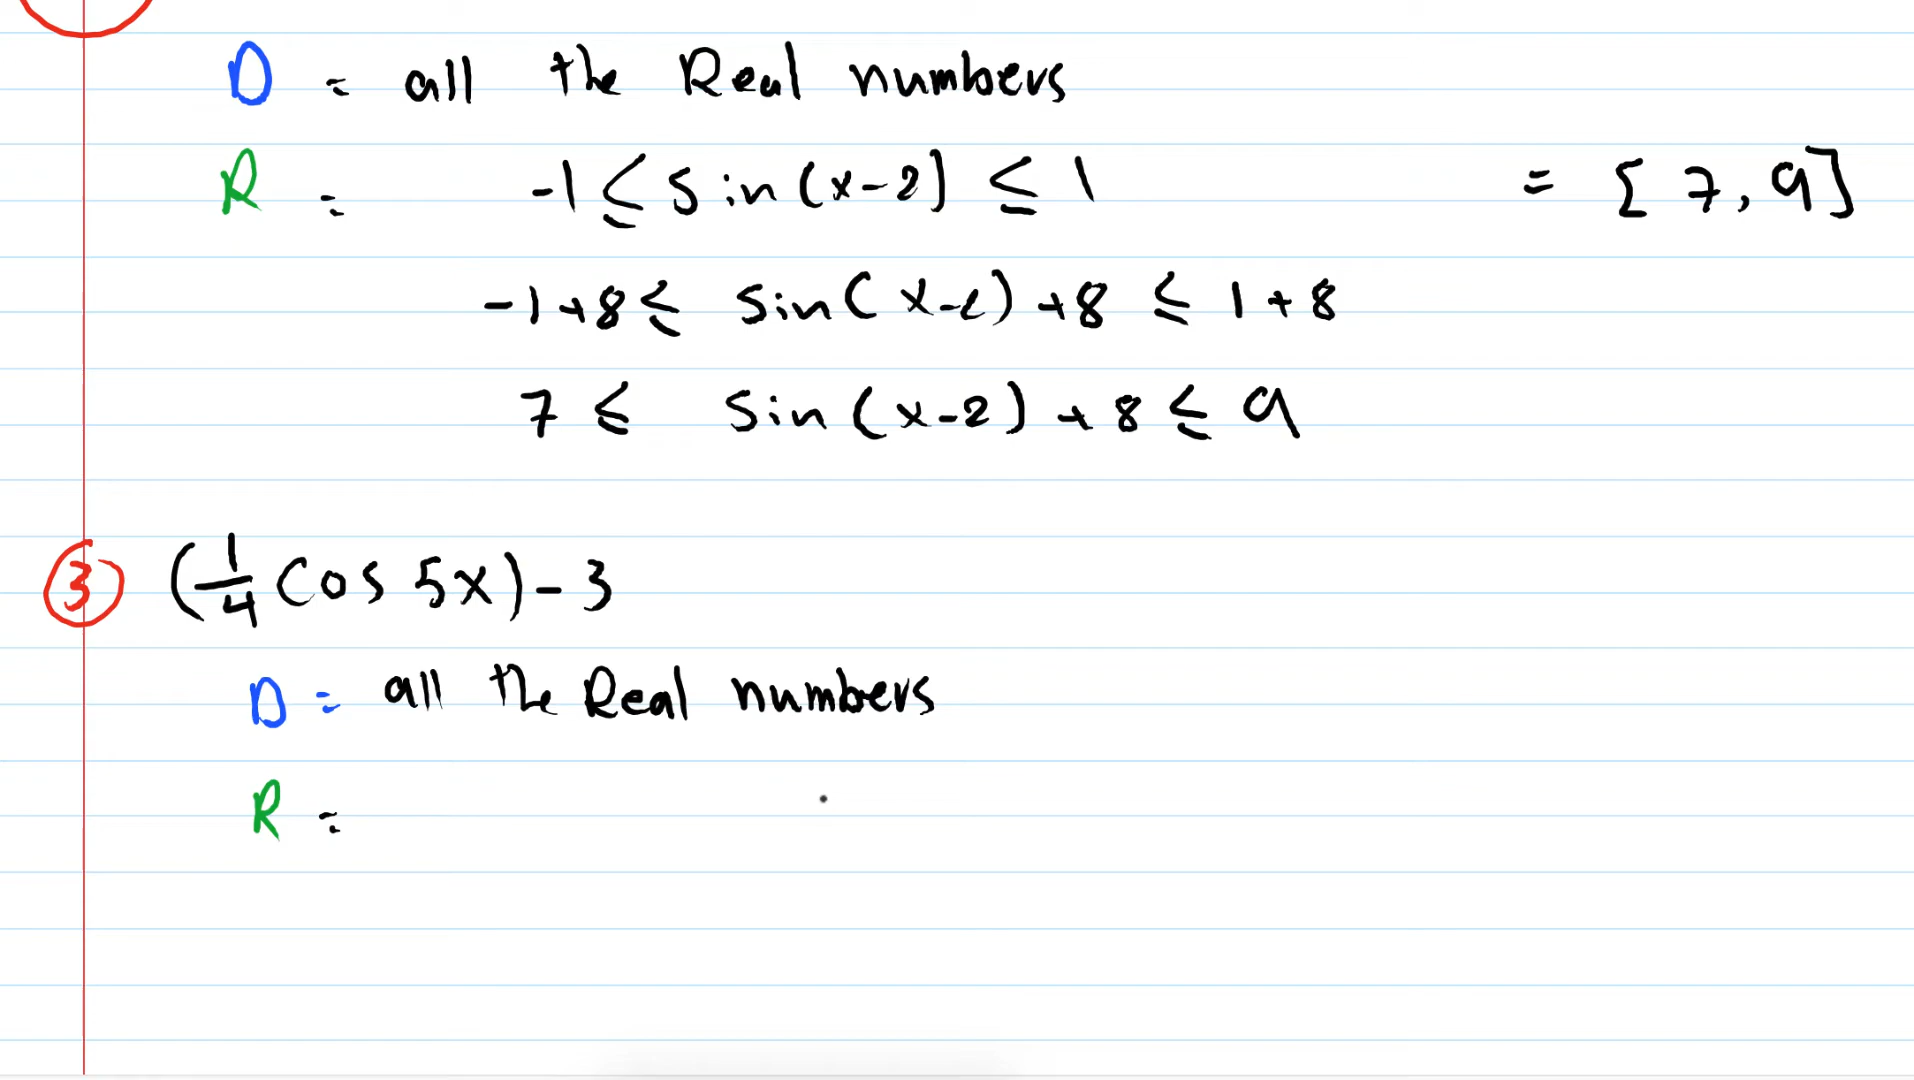 D = all the Real numbers
R = -1 ≤ sin(x-2] ≤ 1 = [7, 9]
-1+8 ≤ sin(x-2)+8 ≤ 1+8
7 ≤ sin(x-2)+8 ≤ 9
③ (1/4 Cos 5x)-3
D = all the Real numbers
R =